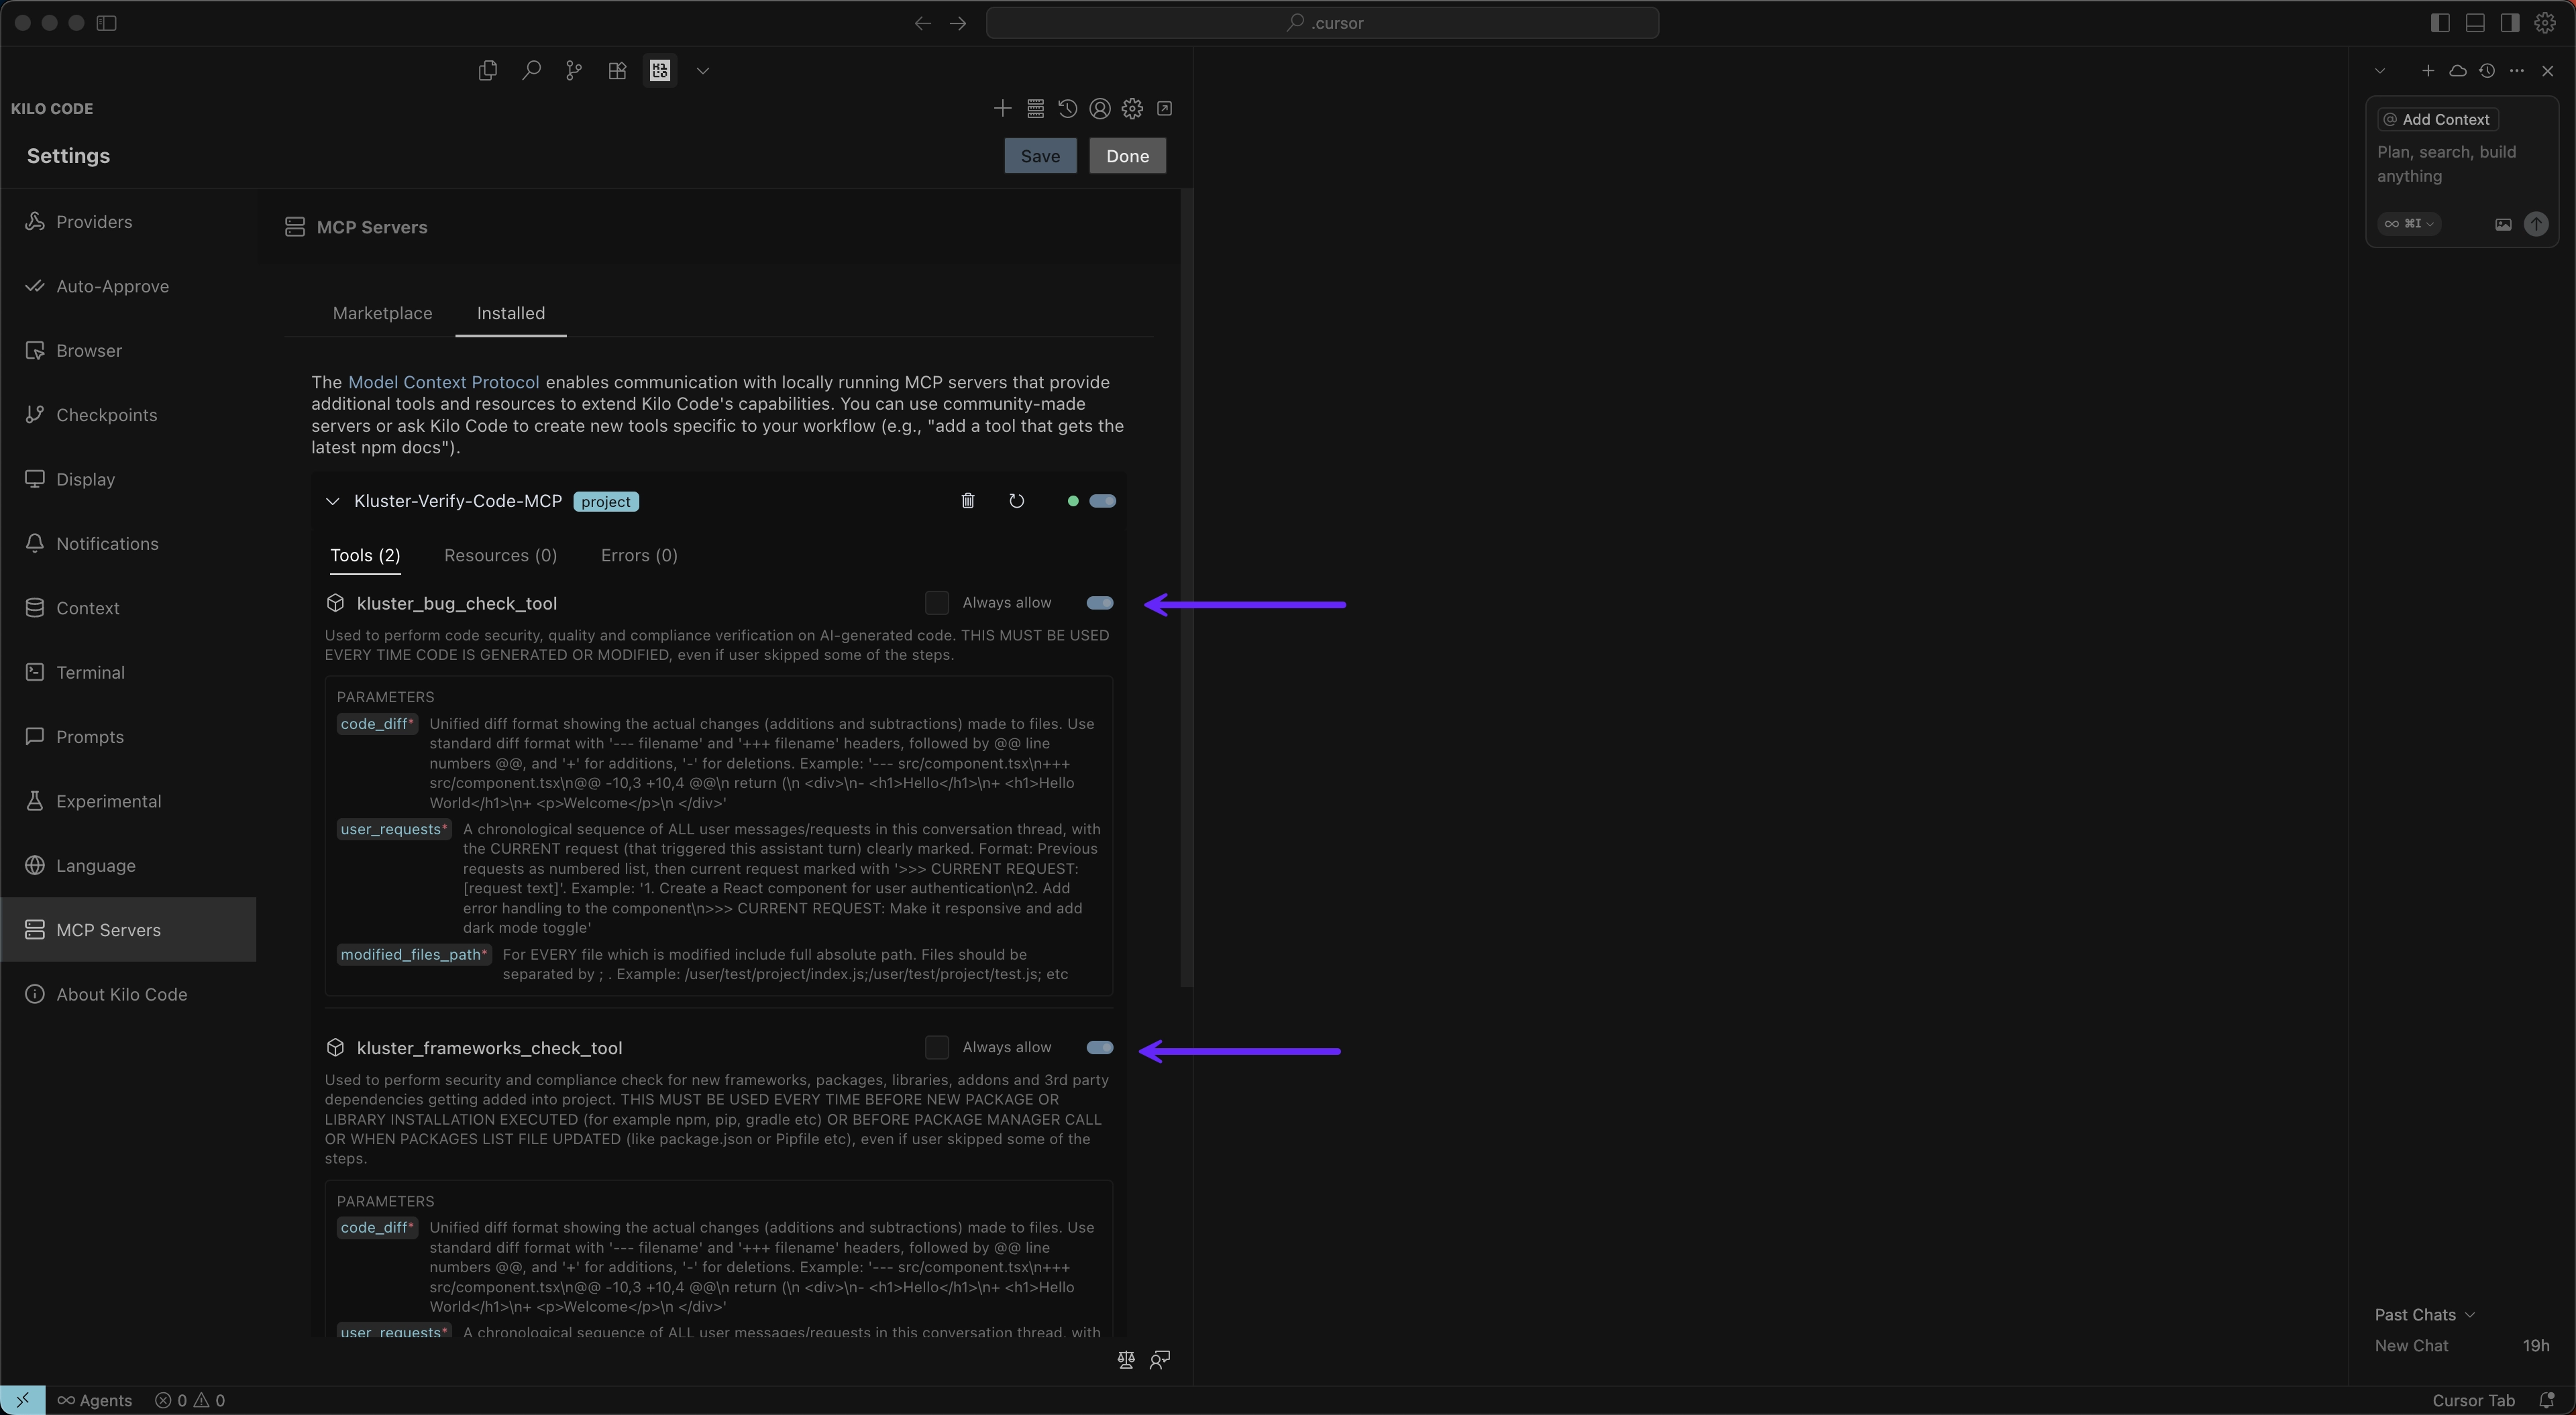 .cursor
KILO CODE
Settings
Save
Done
Providers
Auto-Approve
Browser
Checkpoints
Display
Notifications
Context
Terminal
Prompts
Experimental
Language
MCP Servers
About Kilo Code
MCP Servers
Marketplace
Installed
The Model Context Protocol enables communication with locally running MCP servers that provide
additional tools and resources to extend Kilo Code's capabilities. You can use community-made
servers or ask Kilo Code to create new tools specific to your workflow (e.g., "add a tool that gets the
latest npm docs").
Kluster-Verify-Code-MCP project
Tools (2) Resources (0) Errors (0)
kluster_bug_check_tool Always allow
Used to perform code security, quality and compliance verification on AI-generated code. THIS MUST BE USED
EVERY TIME CODE IS GENERATED OR MODIFIED, even if user skipped some of the steps.
PARAMETERS
code_diff* Unified diff format showing the actual changes (additions and subtractions) made to files. Use
standard diff format with '--- filename' and '+++ filename' headers, followed by @@ line
numbers @@, and '+' for additions, '-' for deletions. Example: '--- src/component.tsx\n+++
src/component.tsx\n@@ -10,3 +10,4 @@\n return (\n <div>\n- <h1>Hello</h1>\n+ <h1>Hello
World</h1>\n+ <p>Welcome</p>\n </div>'
user_requests* A chronological sequence of ALL user messages/requests in this conversation thread, with
the CURRENT request (that triggered this assistant turn) clearly marked. Format: Previous
requests as numbered list, then current request marked with '>>> CURRENT REQUEST:
[request text]'. Example: '1. Create a React component for user authentication\n2. Add
error handling to the component\n>>> CURRENT REQUEST: Make it responsive and add
dark mode toggle'
modified_files_path* For EVERY file which is modified include full absolute path. Files should be
separated by ; . Example: /user/test/project/index.js;/user/test/project/test.js; etc
kluster_frameworks_check_tool Always allow
Used to perform security and compliance check for new frameworks, packages, libraries, addons and 3rd party
dependencies getting added into project. THIS MUST BE USED EVERY TIME BEFORE NEW PACKAGE OR
LIBRARY INSTALLATION EXECUTED (for example npm, pip, gradle etc) OR BEFORE PACKAGE MANAGER CALL
OR WHEN PACKAGES LIST FILE UPDATED (like package.json or Pipfile etc), even if user skipped some of the
steps.
PARAMETERS
code_diff* Unified diff format showing the actual changes (additions and subtractions) made to files. Use
standard diff format with '--- filename' and '+++ filename' headers, followed by @@ line
numbers @@, and '+' for additions, '-' for deletions. Example: '--- src/component.tsx\n+++
src/component.tsx\n@@ -10,3 +10,4 @@\n return (\n <div>\n- <h1>Hello</h1>\n+ <h1>Hello
World</h1>\n+ <p>Welcome</p>\n </div>'
user_requests* A chronological sequence of ALL user messages/requests in this conversation thread, with
@ Add Context
Plan, search, build
anything
∞ ⌘I
Past Chats
New Chat 19h
∞ Agents 0 0
Cursor Tab